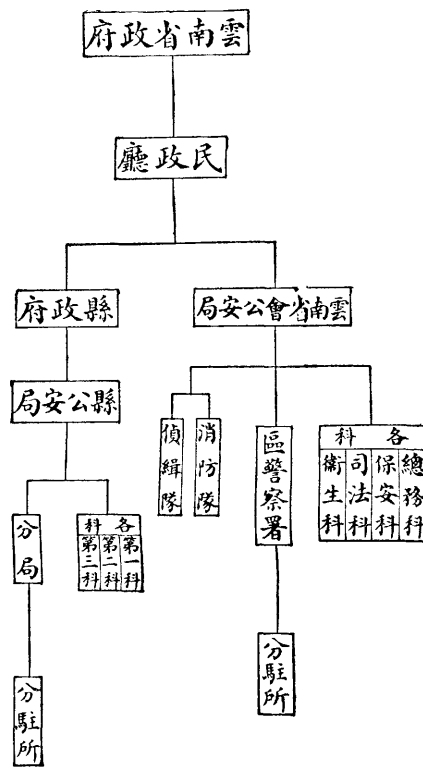 雲南省政府
民政廳
雲南省會公安局
縣政府
縣公安局
各科
總務科
保安科
司法科
衛生科
區警察署
消防隊
偵緝隊
各科
第一科
第二科
第三科
分局
分駐所
分駐所